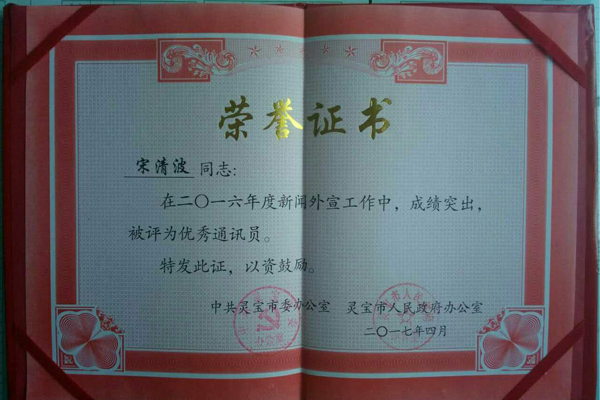 荣誉证书
宋清波 同志:
在二〇一六年度新闻外宣工作中，成绩突出，
被评为优秀通讯员。
特发此证，以资鼓励。
中共灵宝市委办公室 灵宝市人民政府办公室
二〇一七年四月